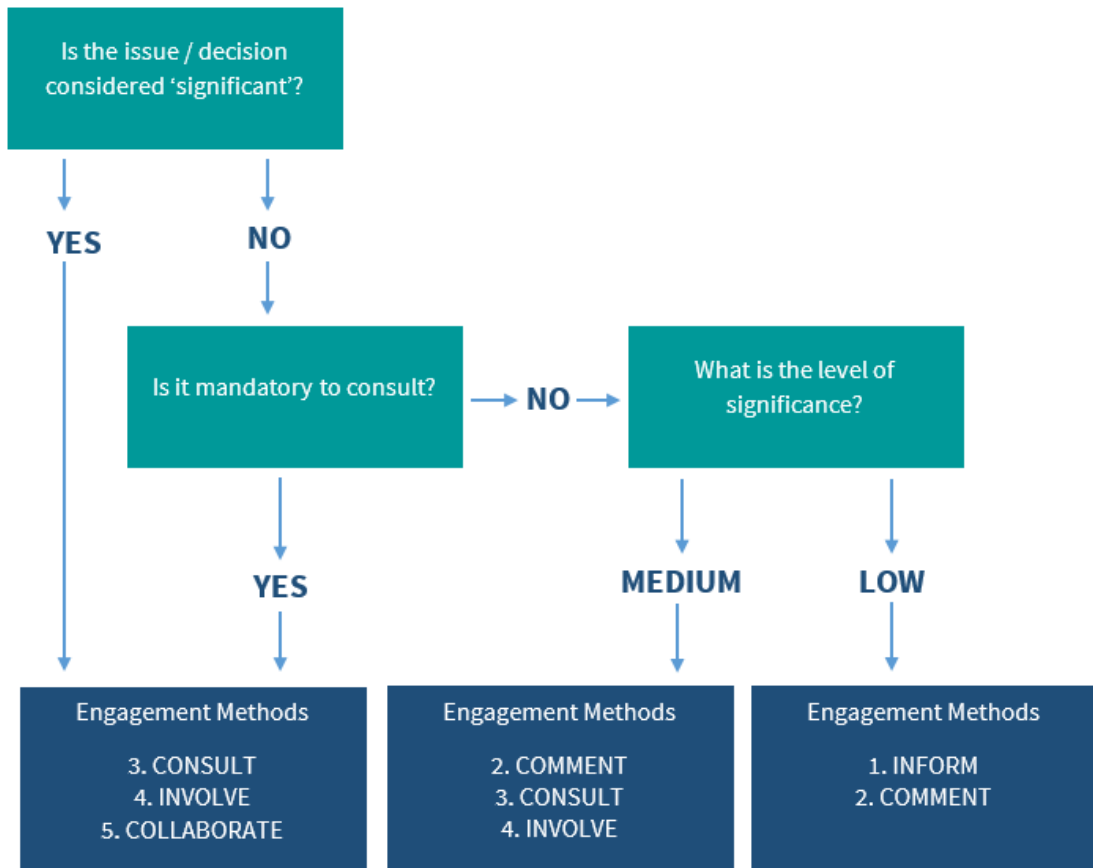 Is the issue / decision
considered ‘significant’?
YES
NO
Is it mandatory to consult?
NO
What is the level of
significance?
YES
MEDIUM
LOW
Engagement Methods
3. CONSULT
4. INVOLVE
5. COLLABORATE
Engagement Methods
2. COMMENT
3. CONSULT
4. INVOLVE
Engagement Methods
1. INFORM
2. COMMENT